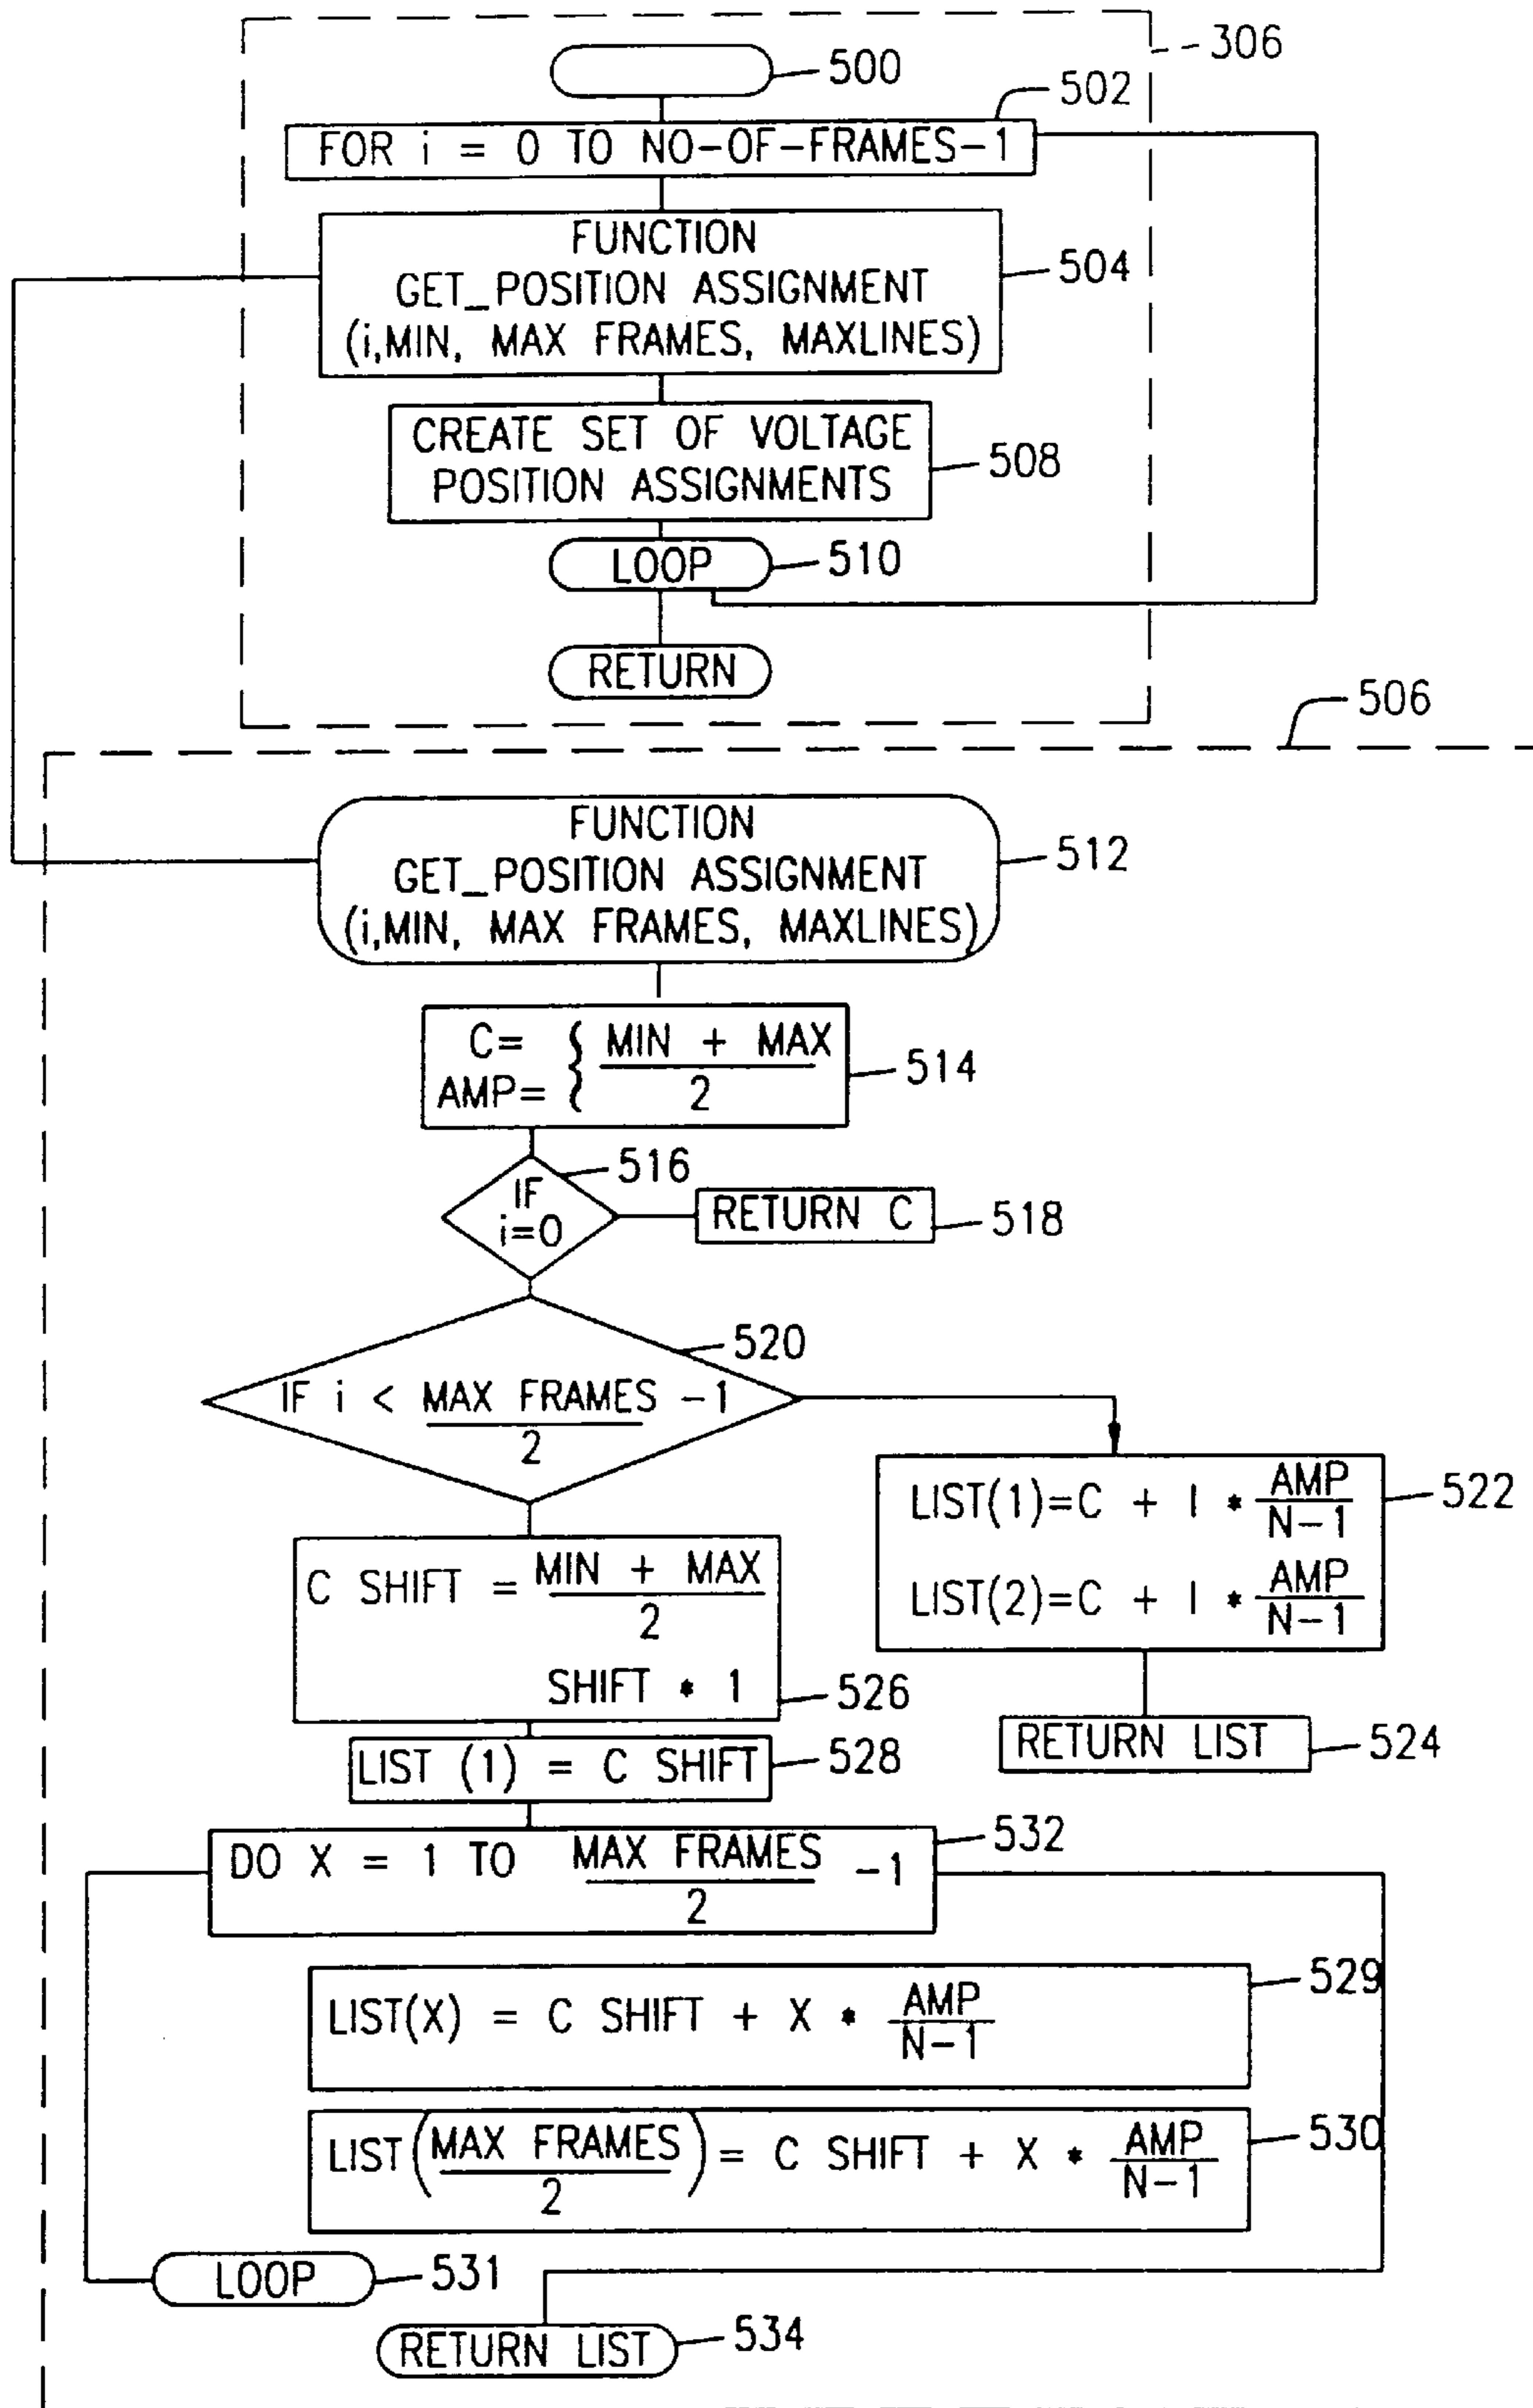 306
500
502
FOR i = 0 TO NO-OF-FRAMES-1
FUNCTION
GET_POSITION ASSIGNMENT
(i,MIN, MAX FRAMES, MAXLINES)
504
CREATE SET OF VOLTAGE
POSITION ASSIGNMENTS
508
LOOP
510
RETURN
506
FUNCTION
GET_POSITION ASSIGNMENT
(i,MIN, MAX FRAMES, MAXLINES)
512
C=
AMP=
{
MIN + MAX
2
514
IF
i=0
516
RETURN C
518
520
IF i < MAX FRAMES -1
2
LIST(1)=C + I * AMP
N-1
LIST(2)=C + I * AMP
N-1
522
C SHIFT = MIN + MAX
2
SHIFT * 1
526
RETURN LIST
524
LIST (1) = C SHIFT
528
DO X = 1 TO MAX FRAMES -1
2
532
LIST(X) = C SHIFT + X * AMP
N-1
529
LIST(MAX FRAMES) = C SHIFT + X * AMP
2
N-1
530
LOOP
531
RETURN LIST
534